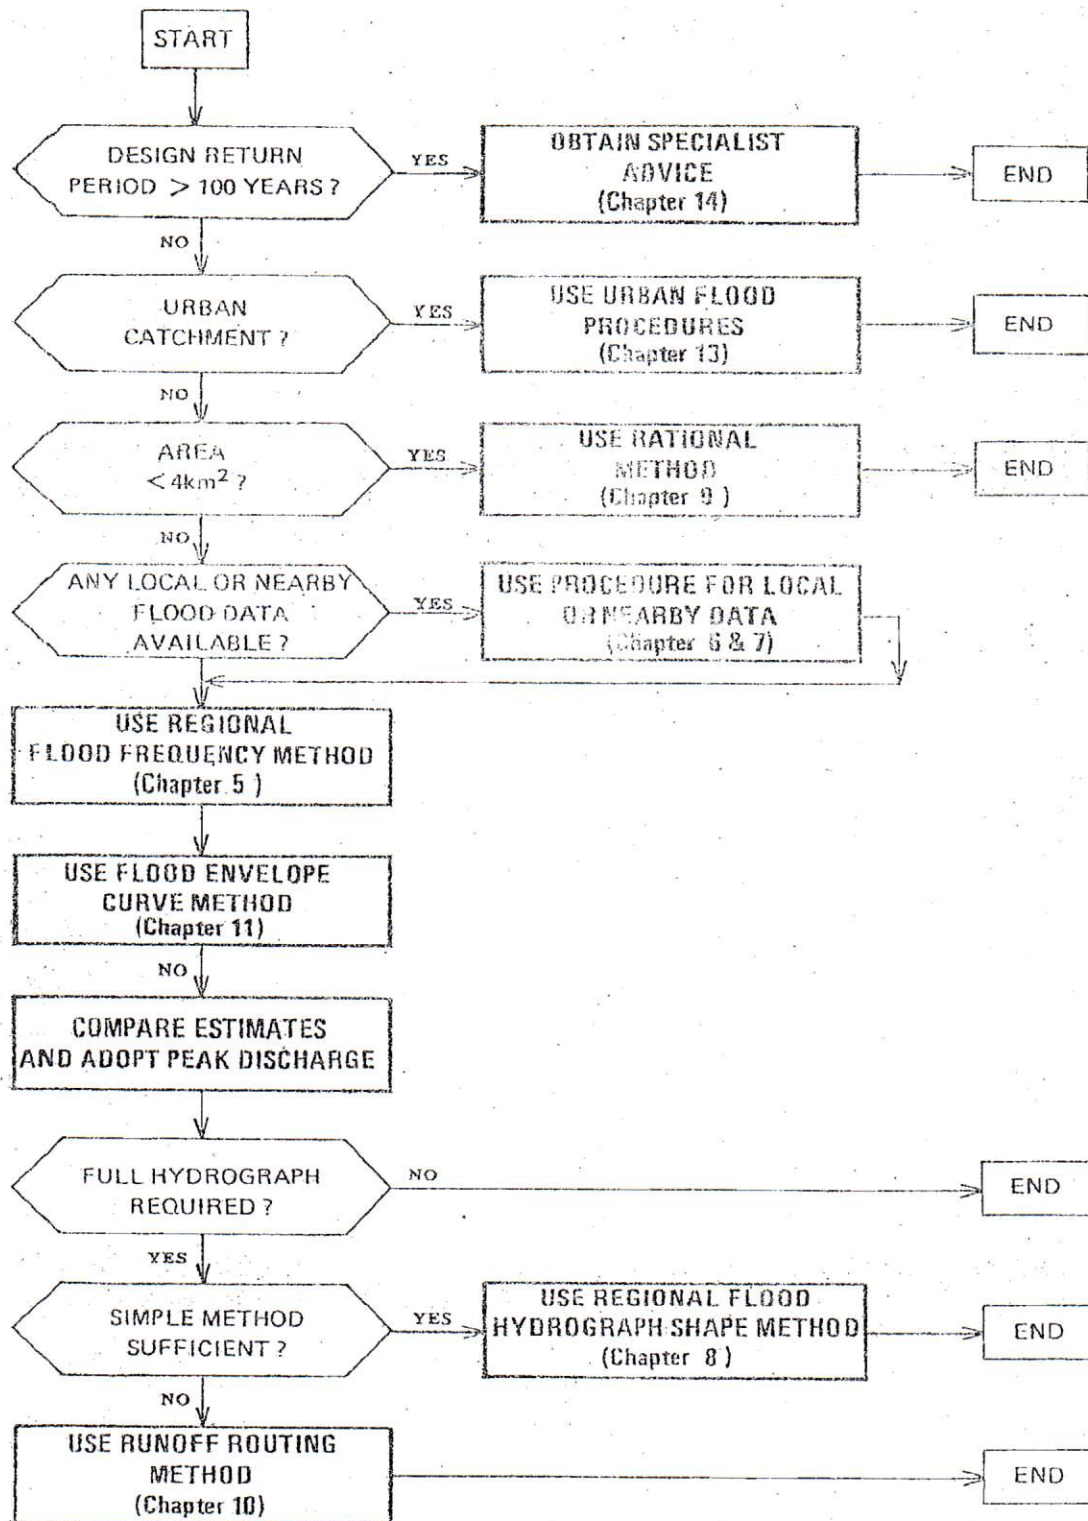 START
DESIGN RETURN
PERIOD > 100 YEARS ?
YES
OBTAIN SPECIALIST
ADVICE
(Chapter 14)
END
NO
URBAN
CATCHMENT ?
YES
USE URBAN FLOOD
PROCEDURES
(Chapter 13)
END
NO
AREA
< 4km² ?
YES
USE RATIONAL
METHOD
(Chapter 9 )
END
NO
ANY LOCAL OR NEARBY
FLOOD DATA
AVAILABLE ?
YES
USE PROCEDURE FOR LOCAL
OR NEARBY DATA
(Chapter 6 & 7)
USE REGIONAL
FLOOD FREQUENCY METHOD
(Chapter 5 )
USE FLOOD ENVELOPE
CURVE METHOD
(Chapter 11)
NO
COMPARE ESTIMATES
AND ADOPT PEAK DISCHARGE
FULL HYDROGRAPH
REQUIRED ?
NO
END
YES
SIMPLE METHOD
SUFFICIENT ?
YES
USE REGIONAL FLOOD
HYDROGRAPH SHAPE METHOD
(Chapter 8 )
END
NO
USE RUNOFF ROUTING
METHOD
(Chapter 10)
END